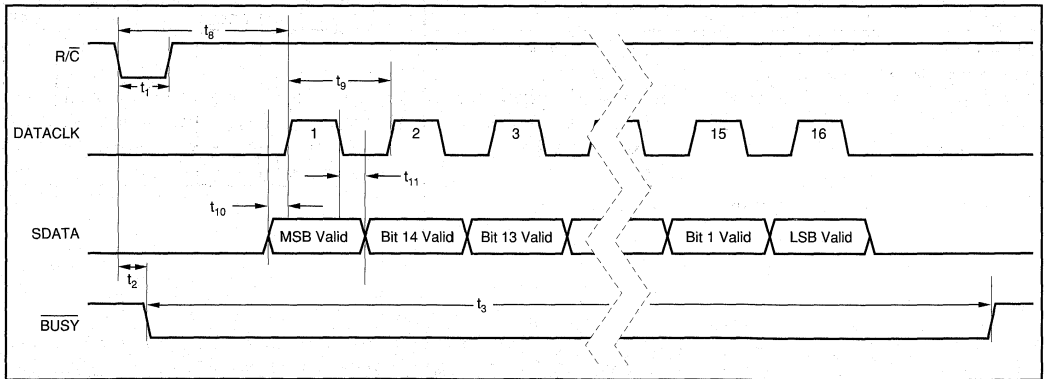 t8
R/C̅
t1
t9
DATACLK 1 2 3 15 16
t11
t10
SDATA MSB Valid Bit 14 Valid Bit 13 Valid Bit 1 Valid LSB Valid
t2
t3
B̅U̅S̅Y̅